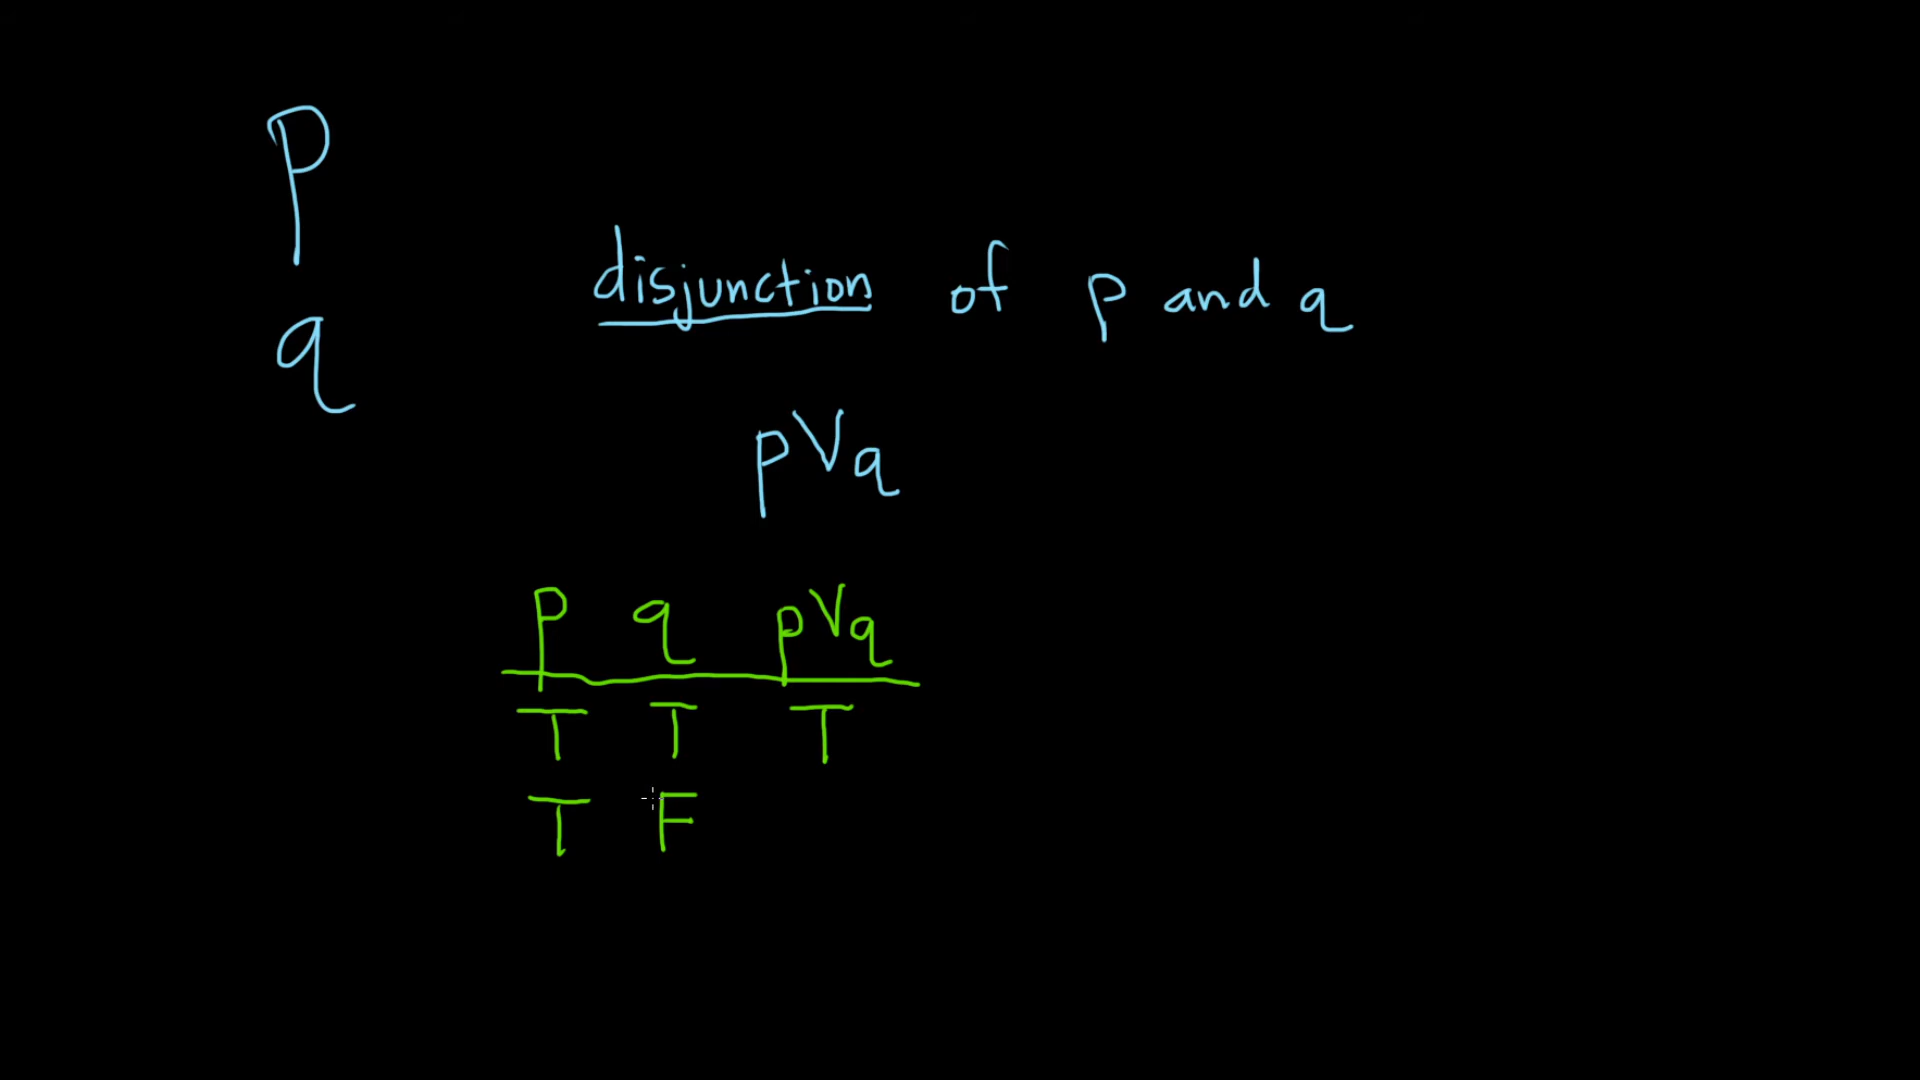 p
q
disjunction of p and q
p∨q
p q p∨q
T T T
T F